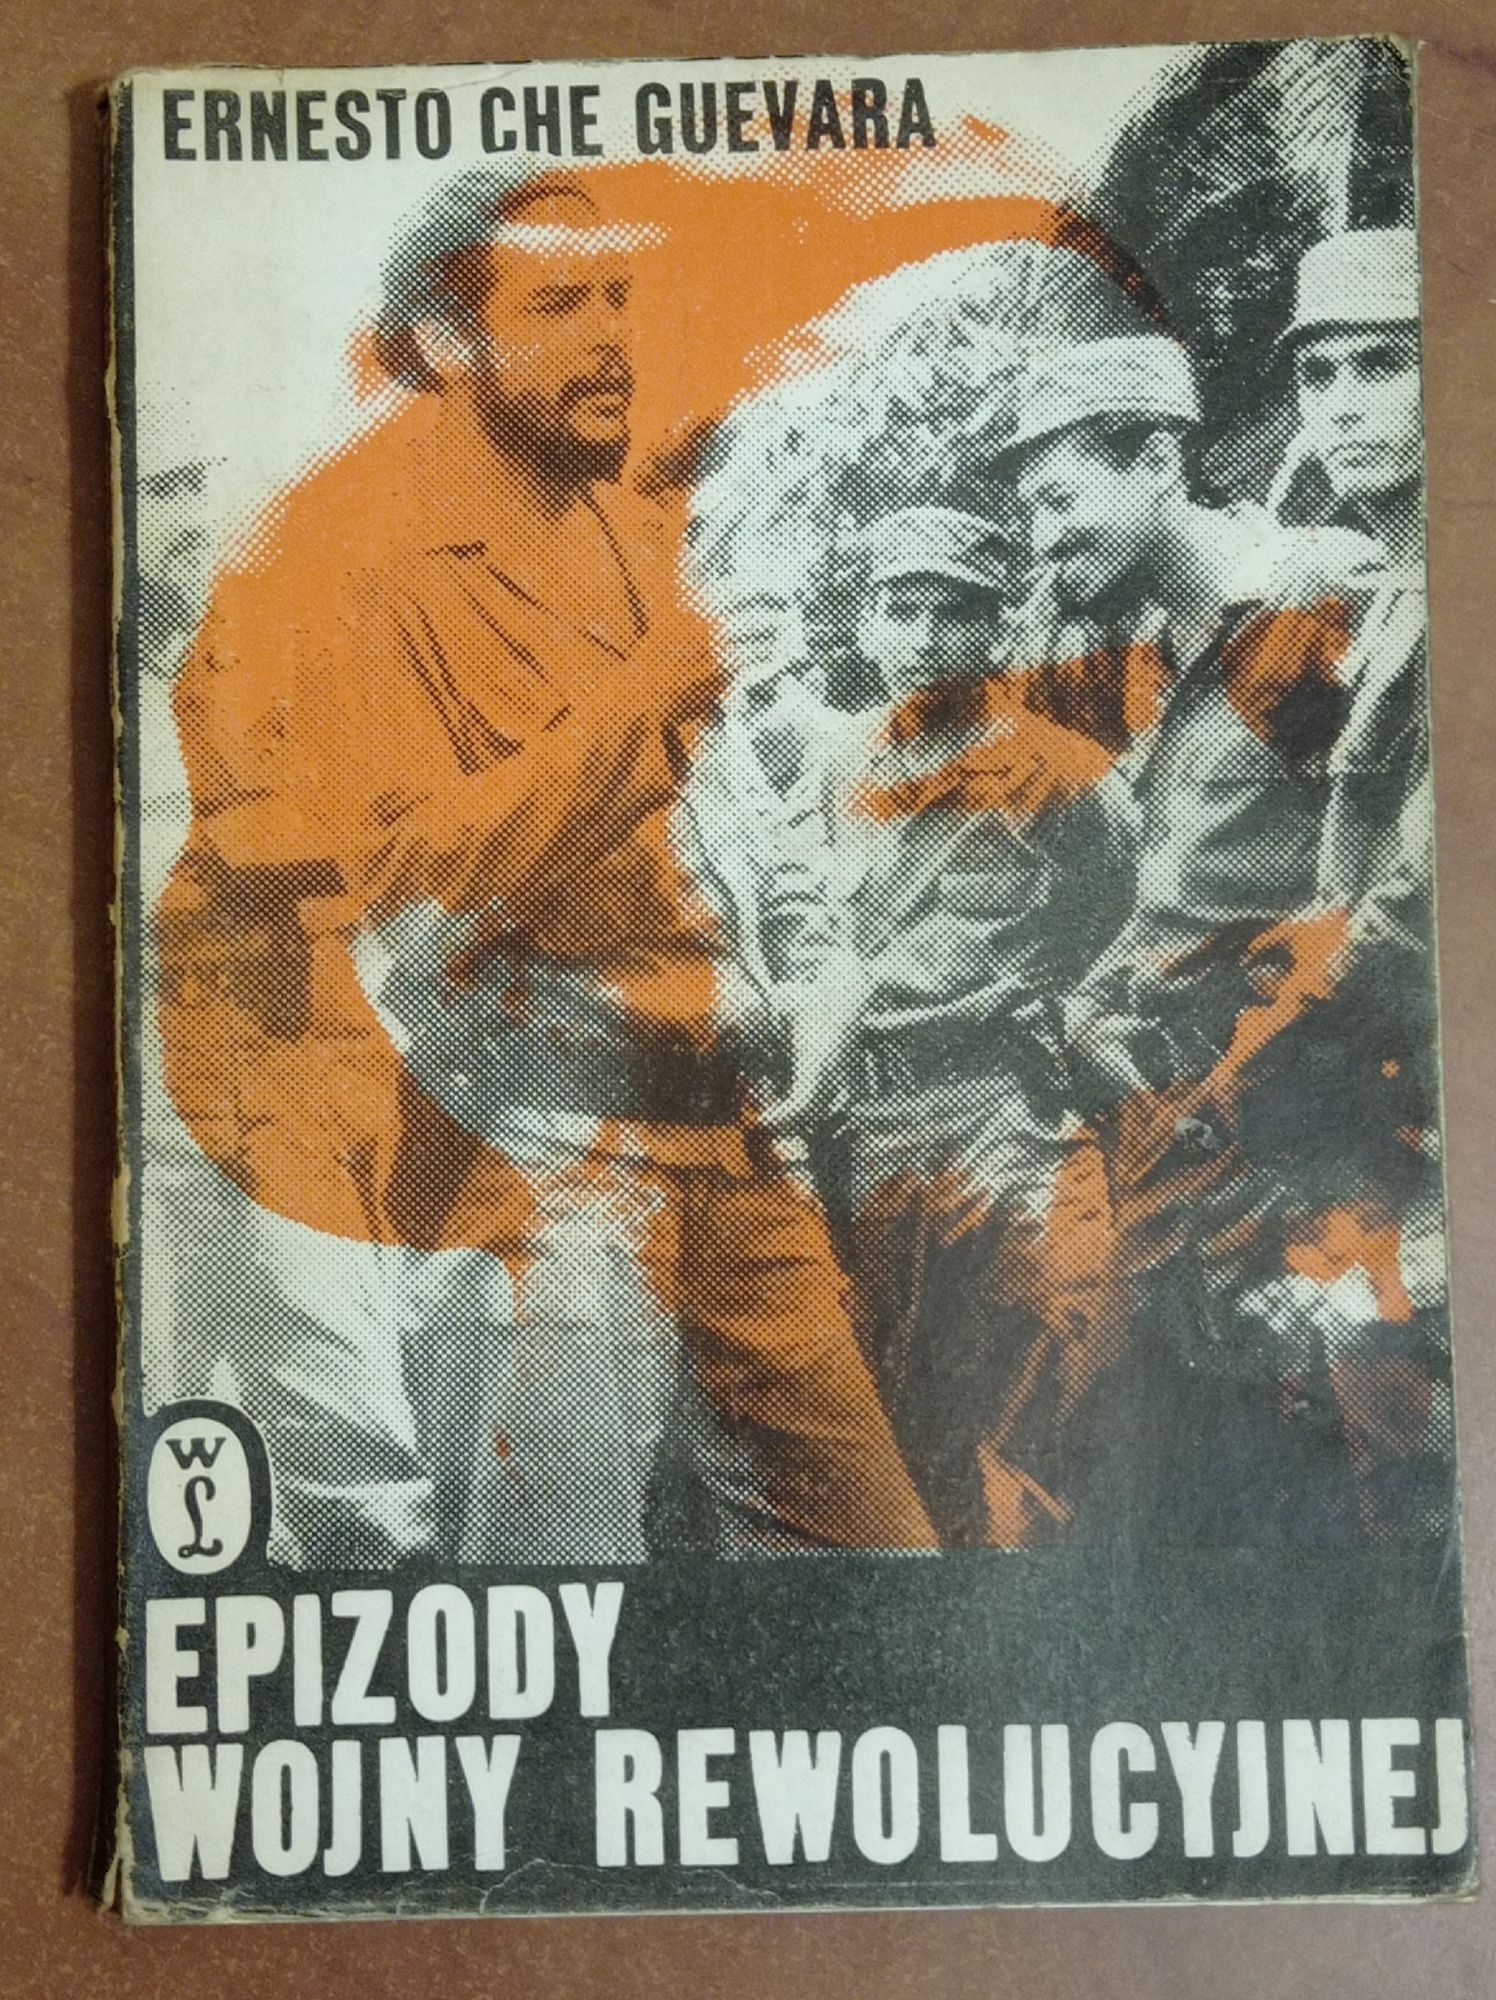 ERNESTO CHE GUEVARA
WL
EPIZODY
WOJNY REWOLUCYJNEJ